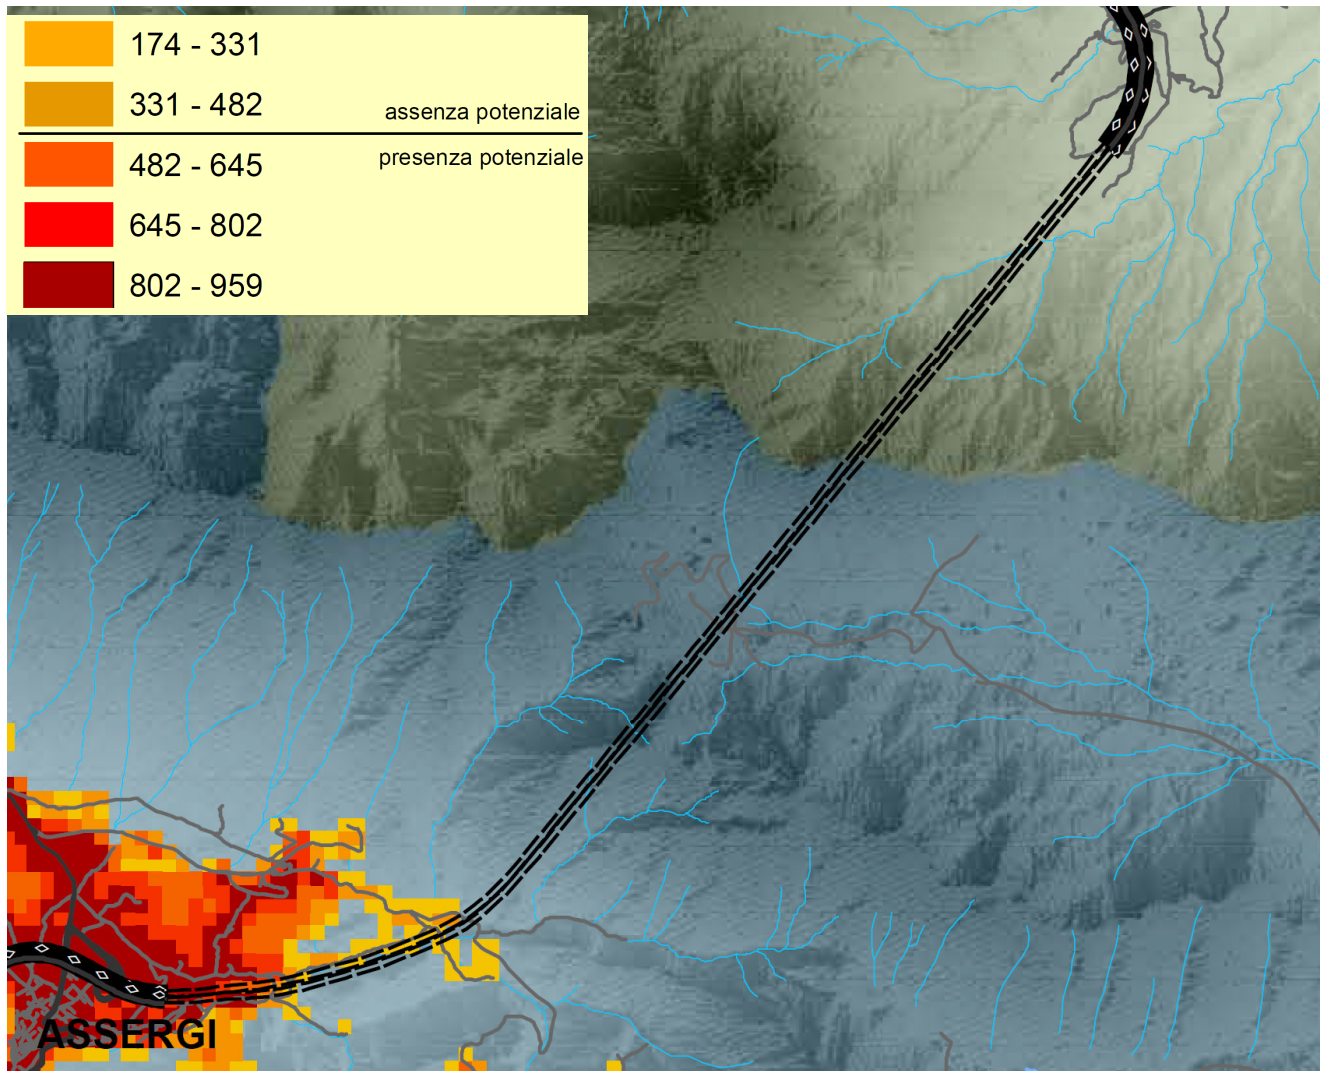 174 - 331
331 - 482
assenza potenziale
presenza potenziale
482 - 645
645 - 802
802 - 959
ASSERGI